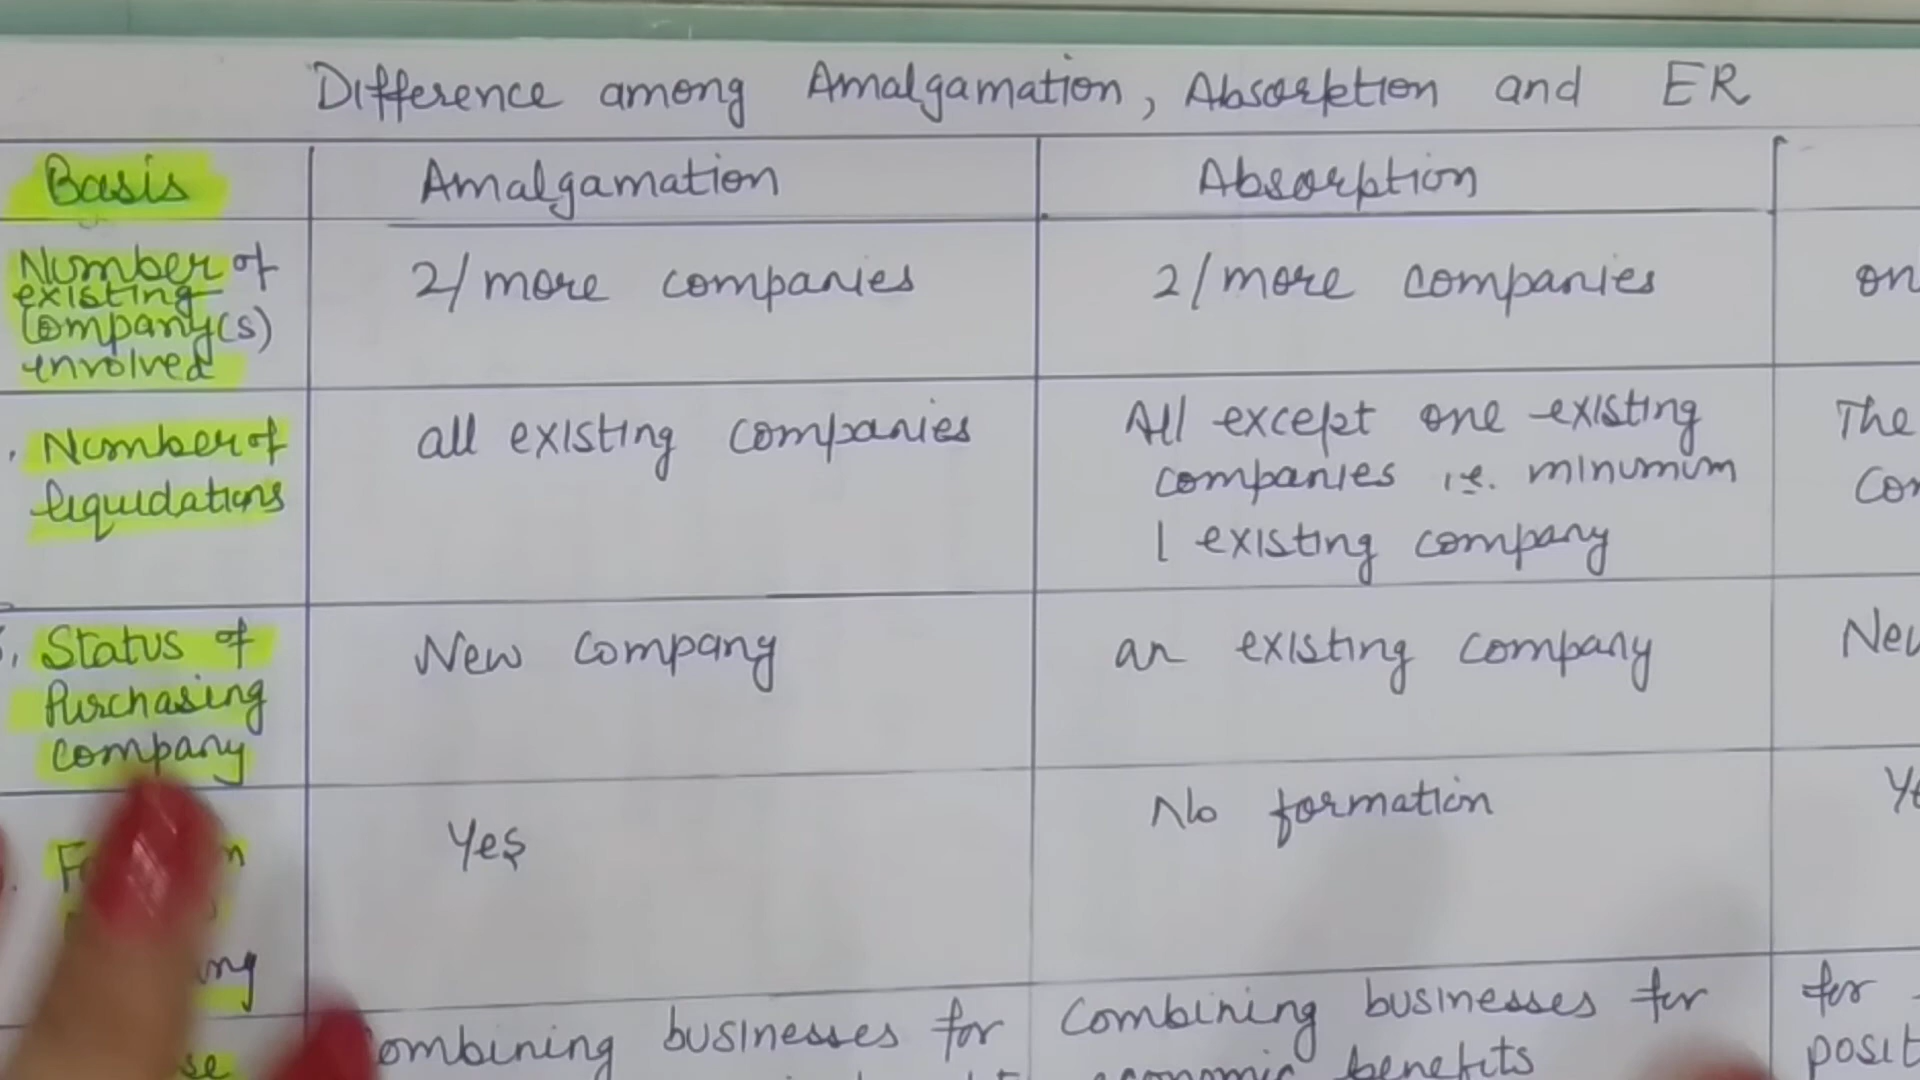 Difference among Amalgamation, Absorption and ER
Basis Amalgamation Absorption
Number of
existing
Company(s)
involved
2/more companies
2/more companies
Number of
liquidations
all existing companies
All except one existing
companies i.e. minimum
1 existing company
The
Status of
Purchasing
company
New Company
an existing company
Yes
No formation
combining businesses for
Combining businesses for
economic benefits
for